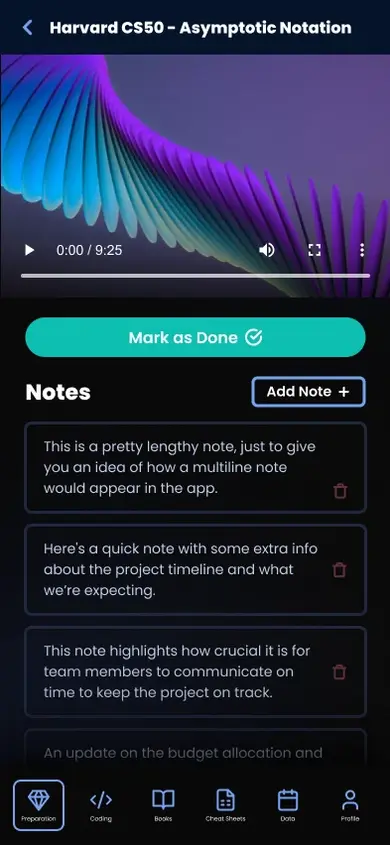 Harvard CS50 - Asymptotic Notation
0:00 / 9:25
Mark as Done
Notes
Add Note +
This is a pretty lengthy note, just to give
you an idea of how a multiline note
would appear in the app.
Here's a quick note with some extra info
about the project timeline and what
we’re expecting.
This note highlights how crucial it is for
team members to communicate on
time to keep the project on track.
An update on the budget allocation and
Preparation
Coding
Books
Cheat Sheets
Data
Profile